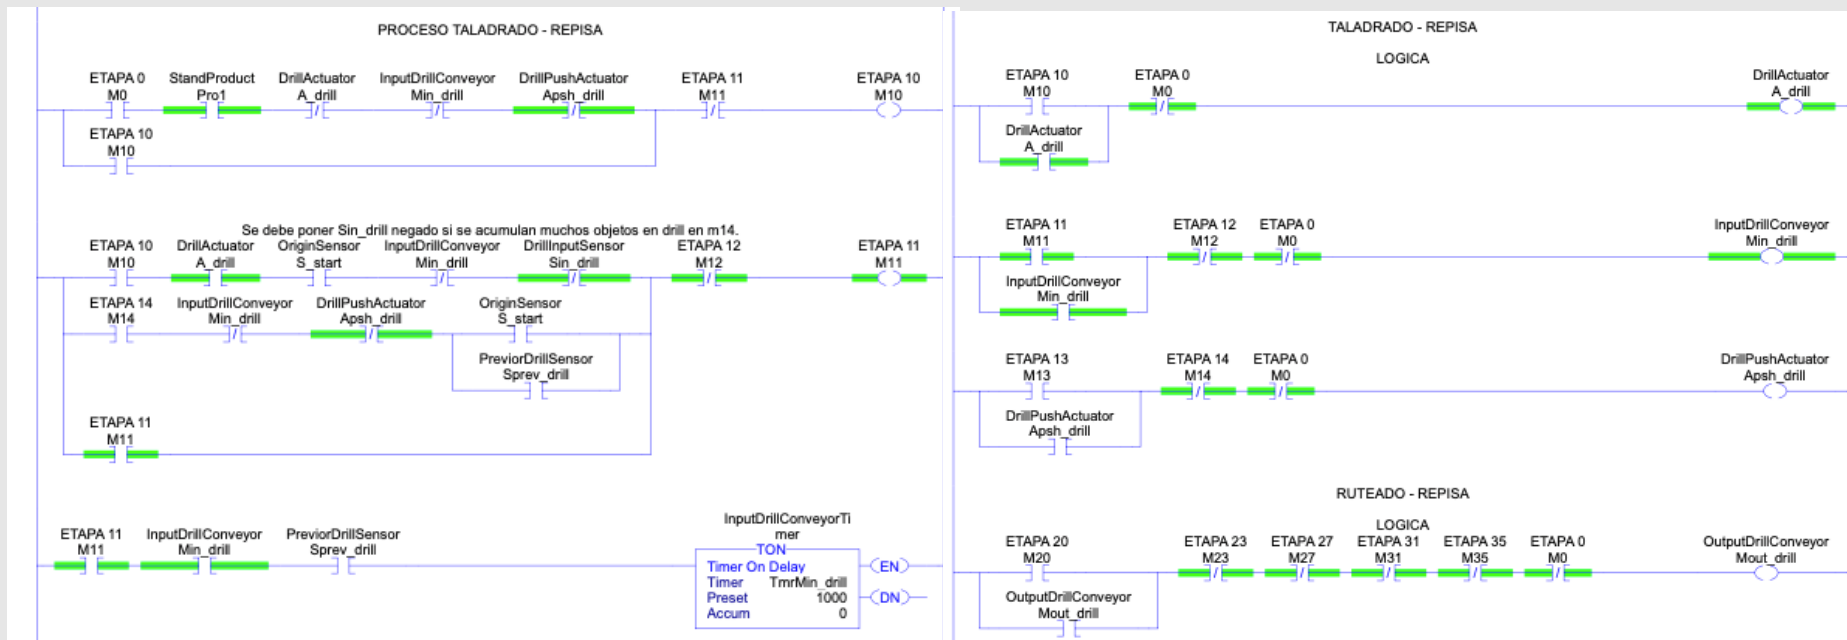 PROCESO TALADRADO - REPISA
ETAPA 0 StandProduct DrillActuator InputDrillConveyor DrillPushActuator ETAPA 11 ETAPA 10
M0 Pro1 A_drill Min_drill Apsh_drill M11 M10
ETAPA 10
M10
Se debe poner Sin_drill negado si se acumulan muchos objetos en drill en m14.
ETAPA 10 DrillActuator OriginSensor InputDrillConveyor DrillInputSensor ETAPA 12 ETAPA 11
M10 A_drill S_start Min_drill Sin_drill M12 M11
ETAPA 14 InputDrillConveyor DrillPushActuator OriginSensor
M14 Min_drill Apsh_drill S_start
PreviorDrillSensor
Sprev_drill
ETAPA 11
M11
InputDrillConveyorTi
mer
ETAPA 11 InputDrillConveyor PreviorDrillSensor
M11 Min_drill Sprev_drill
TON
Timer On Delay
Timer TmrMin_drill
Preset 1000
Accum 0
EN
DN
TALADRADO - REPISA
LOGICA
ETAPA 10 ETAPA 0 DrillActuator
M10 M0 A_drill
DrillActuator
A_drill
ETAPA 11 ETAPA 12 ETAPA 0 InputDrillConveyor
M11 M12 M0 Min_drill
InputDrillConveyor
Min_drill
ETAPA 13 ETAPA 14 ETAPA 0 DrillPushActuator
M13 M14 M0 Apsh_drill
DrillPushActuator
Apsh_drill
RUTEADO - REPISA
LOGICA
ETAPA 20 ETAPA 23 ETAPA 27 ETAPA 31 ETAPA 35 ETAPA 0 OutputDrillConveyor
M20 M23 M27 M31 M35 M0 Mout_drill
OutputDrillConveyor
Mout_drill